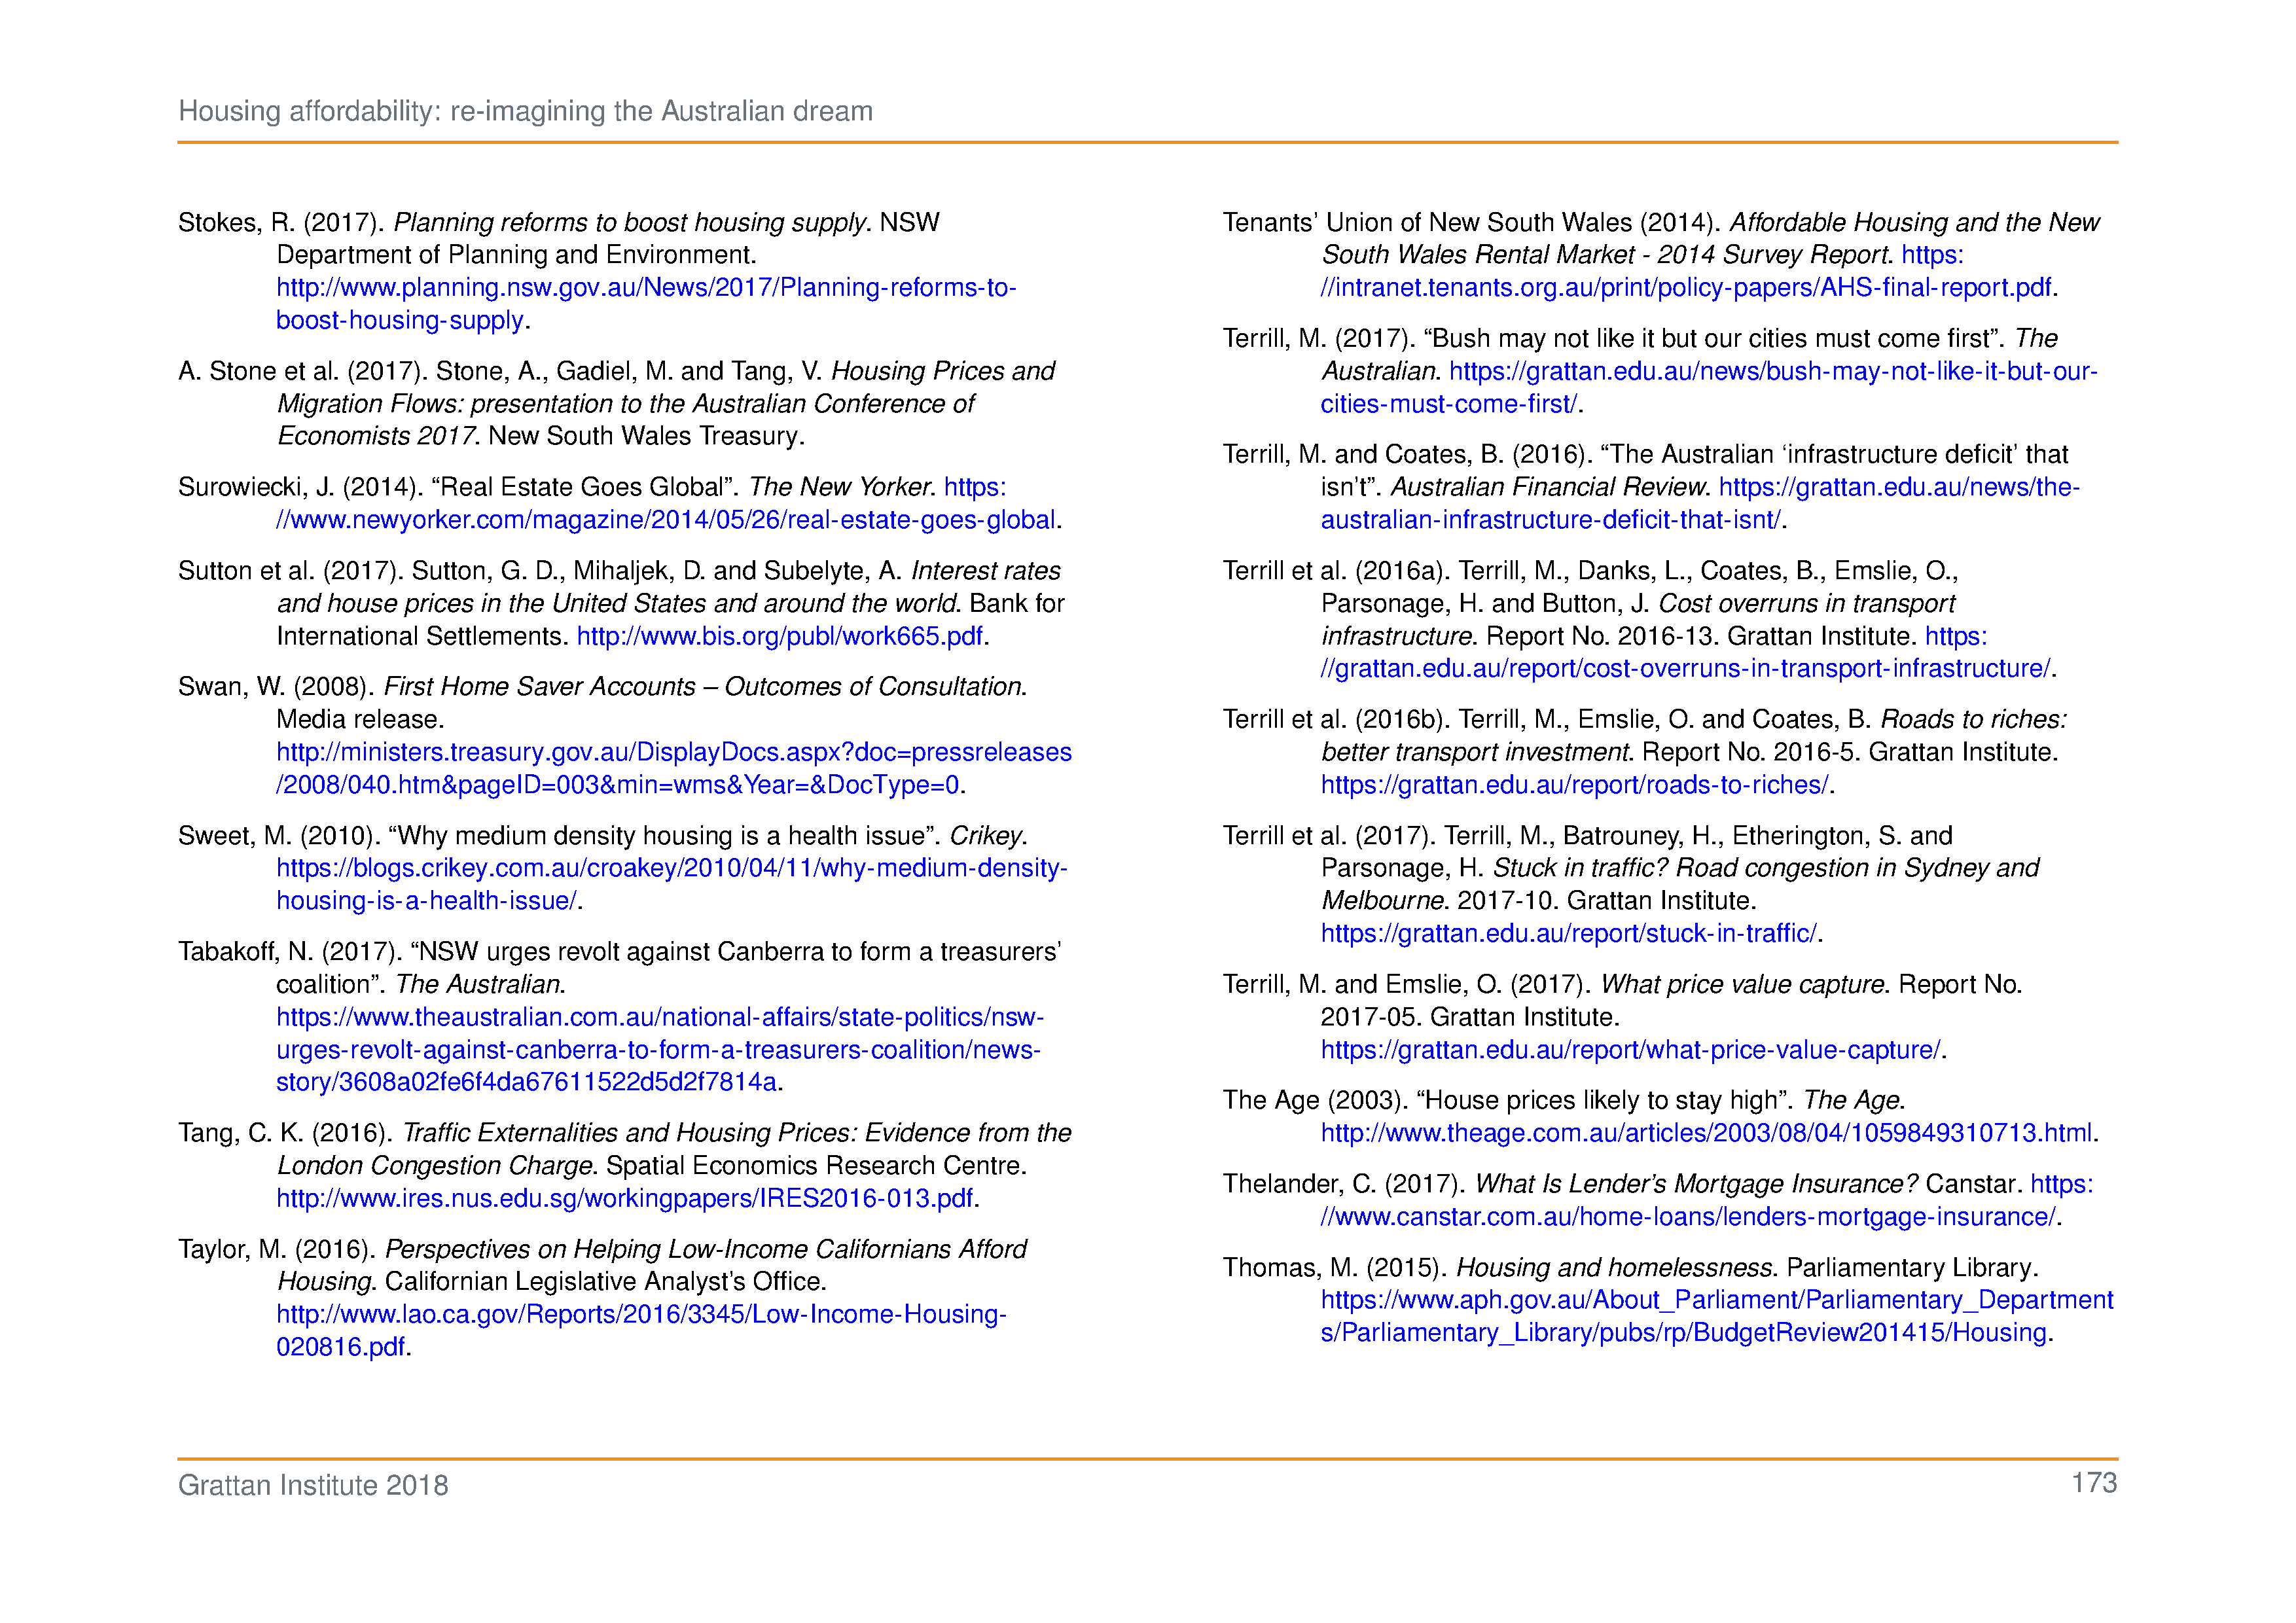 Housing affordability: re-imagining the Australian dream
Stokes, R. (2017). Planning reforms to boost housing supply. NSW
Department of Planning and Environment.
http://www.planning.nsw.gov.au/News/2017/Planning-reforms-to-
boost-housing-supply.
A. Stone et al. (2017). Stone, A., Gadiel, M. and Tang, V. Housing Prices and
Migration Flows: presentation to the Australian Conference of
Economists 2017. New South Wales Treasury.
Surowiecki, J. (2014). “Real Estate Goes Global”. The New Yorker. https:
//www.newyorker.com/magazine/2014/05/26/real-estate-goes-global.
Sutton et al. (2017). Sutton, G. D., Mihaljek, D. and Subelyte, A. Interest rates
and house prices in the United States and around the world. Bank for
International Settlements. http://www.bis.org/publ/work665.pdf.
Swan, W. (2008). First Home Saver Accounts – Outcomes of Consultation.
Media release.
http://ministers.treasury.gov.au/DisplayDocs.aspx?doc=pressreleases
/2008/040.htm&pageID=003&min=wms&Year=&DocType=0.
Sweet, M. (2010). “Why medium density housing is a health issue”. Crikey.
https://blogs.crikey.com.au/croakey/2010/04/11/why-medium-density-
housing-is-a-health-issue/.
Tabakoff, N. (2017). “NSW urges revolt against Canberra to form a treasurers’
coalition”. The Australian.
https://www.theaustralian.com.au/national-affairs/state-politics/nsw-
urges-revolt-against-canberra-to-form-a-treasurers-coalition/news-
story/3608a02fe6f4da67611522d5d2f7814a.
Tang, C. K. (2016). Traffic Externalities and Housing Prices: Evidence from the
London Congestion Charge. Spatial Economics Research Centre.
http://www.ires.nus.edu.sg/workingpapers/IRES2016-013.pdf.
Taylor, M. (2016). Perspectives on Helping Low-Income Californians Afford
Housing. Californian Legislative Analyst’s Office.
http://www.lao.ca.gov/Reports/2016/3345/Low-Income-Housing-
020816.pdf.
Tenants’ Union of New South Wales (2014). Affordable Housing and the New
South Wales Rental Market - 2014 Survey Report. https:
//intranet.tenants.org.au/print/policy-papers/AHS-final-report.pdf.
Terrill, M. (2017). “Bush may not like it but our cities must come first”. The
Australian. https://grattan.edu.au/news/bush-may-not-like-it-but-our-
cities-must-come-first/.
Terrill, M. and Coates, B. (2016). “The Australian ‘infrastructure deficit’ that
isn’t”. Australian Financial Review. https://grattan.edu.au/news/the-
australian-infrastructure-deficit-that-isnt/.
Terrill et al. (2016a). Terrill, M., Danks, L., Coates, B., Emslie, O.,
Parsonage, H. and Button, J. Cost overruns in transport
infrastructure. Report No. 2016-13. Grattan Institute. https:
//grattan.edu.au/report/cost-overruns-in-transport-infrastructure/.
Terrill et al. (2016b). Terrill, M., Emslie, O. and Coates, B. Roads to riches:
better transport investment. Report No. 2016-5. Grattan Institute.
https://grattan.edu.au/report/roads-to-riches/.
Terrill et al. (2017). Terrill, M., Batrouney, H., Etherington, S. and
Parsonage, H. Stuck in traffic? Road congestion in Sydney and
Melbourne. 2017-10. Grattan Institute.
https://grattan.edu.au/report/stuck-in-traffic/.
Terrill, M. and Emslie, O. (2017). What price value capture. Report No.
2017-05. Grattan Institute.
https://grattan.edu.au/report/what-price-value-capture/.
The Age (2003). “House prices likely to stay high”. The Age.
http://www.theage.com.au/articles/2003/08/04/1059849310713.html.
Thelander, C. (2017). What Is Lender’s Mortgage Insurance? Canstar. https:
//www.canstar.com.au/home-loans/lenders-mortgage-insurance/.
Thomas, M. (2015). Housing and homelessness. Parliamentary Library.
https://www.aph.gov.au/About_Parliament/Parliamentary_Department
s/Parliamentary_Library/pubs/rp/BudgetReview201415/Housing.
Grattan Institute 2018
173